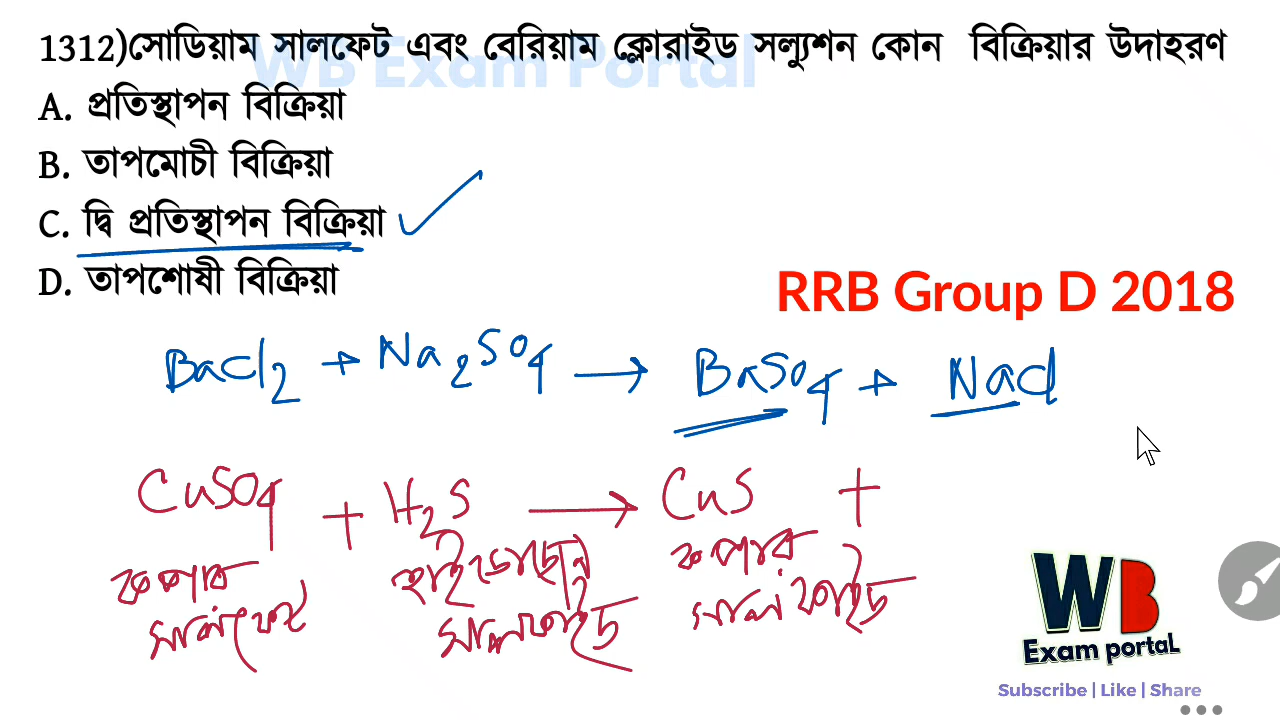 1312)সোডিয়াম সালফেট এবং বেরিয়াম ক্লোরাইড সল্যুশন কোন বিক্রিয়ার উদাহরণ
WB Exam Portal
A. প্রতিস্থাপন বিক্রিয়া
B. তাপমোচী বিক্রিয়া
C. দ্বি প্রতিস্থাপন বিক্রিয়া
D. তাপশোষী বিক্রিয়া
RRB Group D 2018
BaCl2 + Na2SO4 → BaSO4 + NaCl
CuSO4 + H2S → CuS +
কপার হাইড্রোজেন কপার
সালফেট সালফাইড সালফাইড
WB
Exam portaL
Subscribe | Like | Share